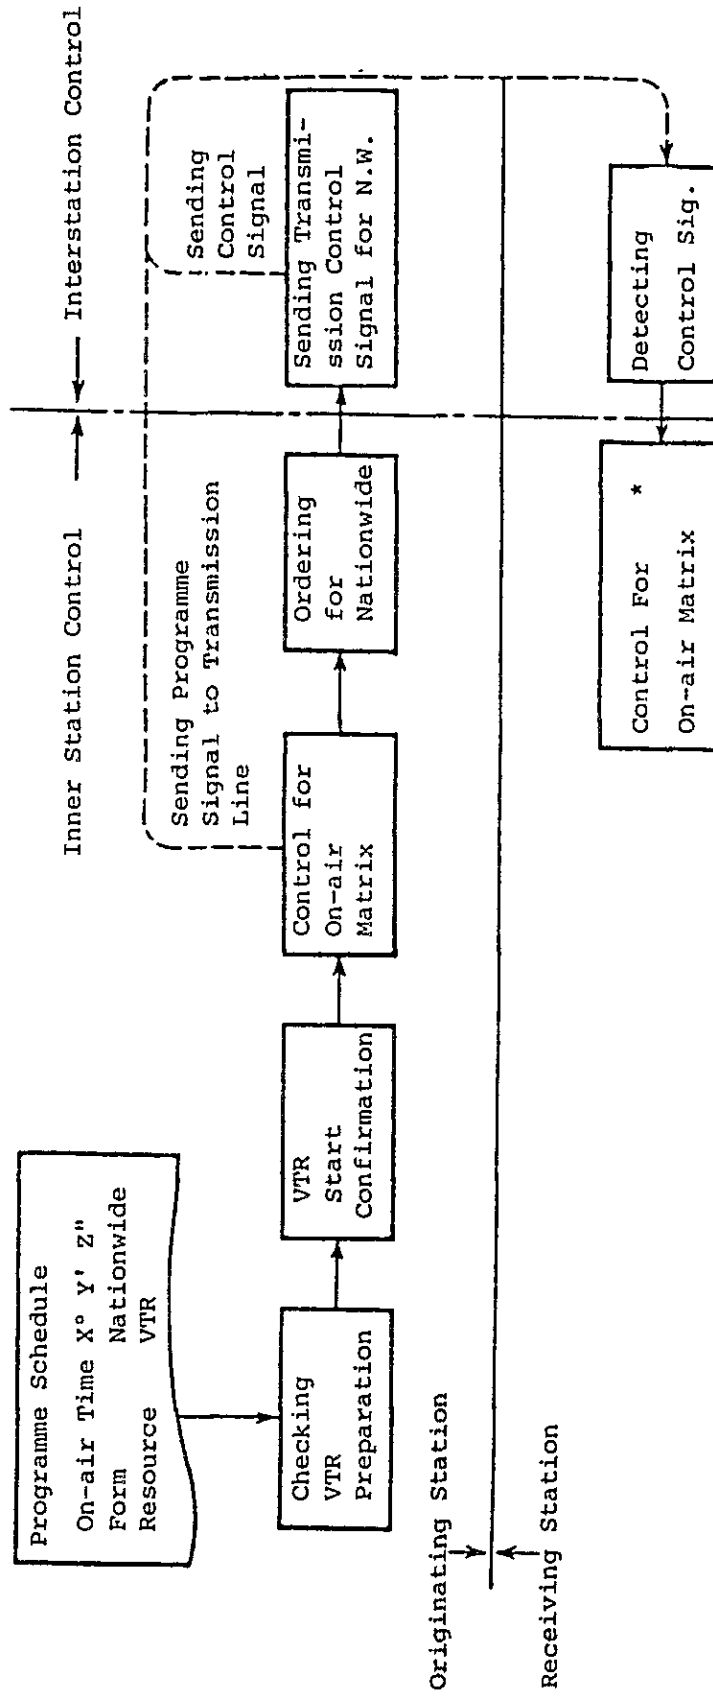 Inner Station Control
Interstation Control
Programme Schedule
On-air Time X° Y' Z"
Form Nationwide
Resource VTR
Sending Programme
Signal to Transmission
Line
Sending
Control
Signal
Checking
VTR
Preparation
VTR
Start
Confirmation
Control for
On-air
Matrix
Ordering
for
Nationwide
Sending Transmi-
ssion Control
Signal for N.W.
Originating Station
Receiving Station
Control For *
On-air Matrix
Detecting
Control Sig.